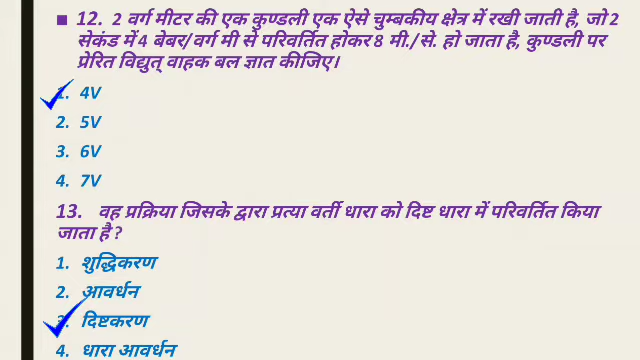 12. 2 वर्ग मीटर की एक कुण्डली एक ऐसे चुम्बकीय क्षेत्र में रखी जाती है, जो 2
सेकंड में 4 बेबर/वर्ग मी से परिवर्तित होकर 8 मी./से. हो जाता है, कुण्डली पर
प्रेरित विद्युत् वाहक बल ज्ञात कीजिए।
1. 4V
2. 5V
3. 6V
4. 7V
13. वह प्रक्रिया जिसके द्वारा प्रत्या वर्ती धारा को दिष्ट धारा में परिवर्तित किया
जाता है ?
1. शुद्धिकरण
2. आवर्धन
3. दिष्टकरण
4. धारा आवर्धन